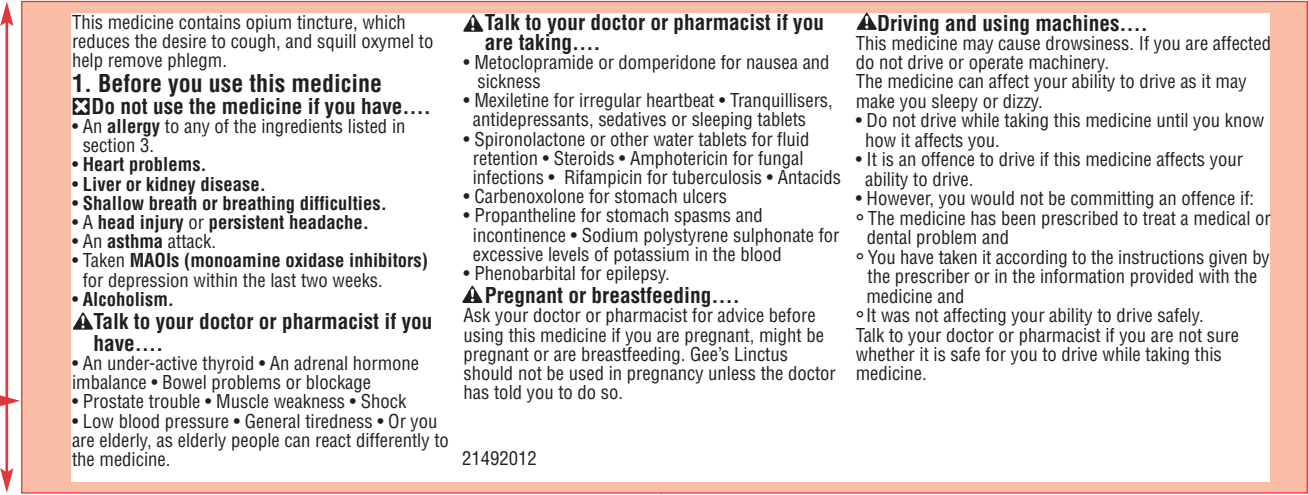 This medicine contains opium tincture, which
reduces the desire to cough, and squill oxymel to
help remove phlegm.
1. Before you use this medicine
Do not use the medicine if you have....
• An allergy to any of the ingredients listed in
section 3.
• Heart problems.
• Liver or kidney disease.
• Shallow breath or breathing difficulties.
• A head injury or persistent headache.
• An asthma attack.
• Taken MAOIs (monoamine oxidase inhibitors)
for depression within the last two weeks.
• Alcoholism.
Talk to your doctor or pharmacist if you
have....
• An under-active thyroid • An adrenal hormone
imbalance • Bowel problems or blockage
• Prostate trouble • Muscle weakness • Shock
• Low blood pressure • General tiredness • Or you
are elderly, as elderly people can react differently to
the medicine.
Talk to your doctor or pharmacist if you
are taking....
• Metoclopramide or domperidone for nausea and
sickness
• Mexiletine for irregular heartbeat • Tranquillisers,
antidepressants, sedatives or sleeping tablets
• Spironolactone or other water tablets for fluid
retention • Steroids • Amphotericin for fungal
infections • Rifampicin for tuberculosis • Antacids
• Carbenoxolone for stomach ulcers
• Propantheline for stomach spasms and
incontinence • Sodium polystyrene sulphonate for
excessive levels of potassium in the blood
• Phenobarbital for epilepsy.
Pregnant or breastfeeding....
Ask your doctor or pharmacist for advice before
using this medicine if you are pregnant, might be
pregnant or are breastfeeding. Gee's Linctus
should not be used in pregnancy unless the doctor
has told you to do so.
21492012
Driving and using machines....
This medicine may cause drowsiness. If you are affected
do not drive or operate machinery.
The medicine can affect your ability to drive as it may
make you sleepy or dizzy.
• Do not drive while taking this medicine until you know
how it affects you.
• It is an offence to drive if this medicine affects your
ability to drive.
• However, you would not be committing an offence if:
° The medicine has been prescribed to treat a medical or
dental problem and
° You have taken it according to the instructions given by
the prescriber or in the information provided with the
medicine and
° It was not affecting your ability to drive safely.
Talk to your doctor or pharmacist if you are not sure
whether it is safe for you to drive while taking this
medicine.